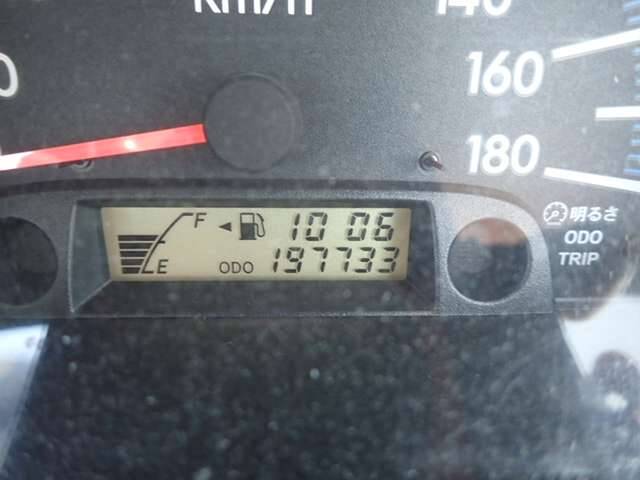 km/h
140
160
180
F 10 06
E ODO 197733
明るさ
ODO
TRIP